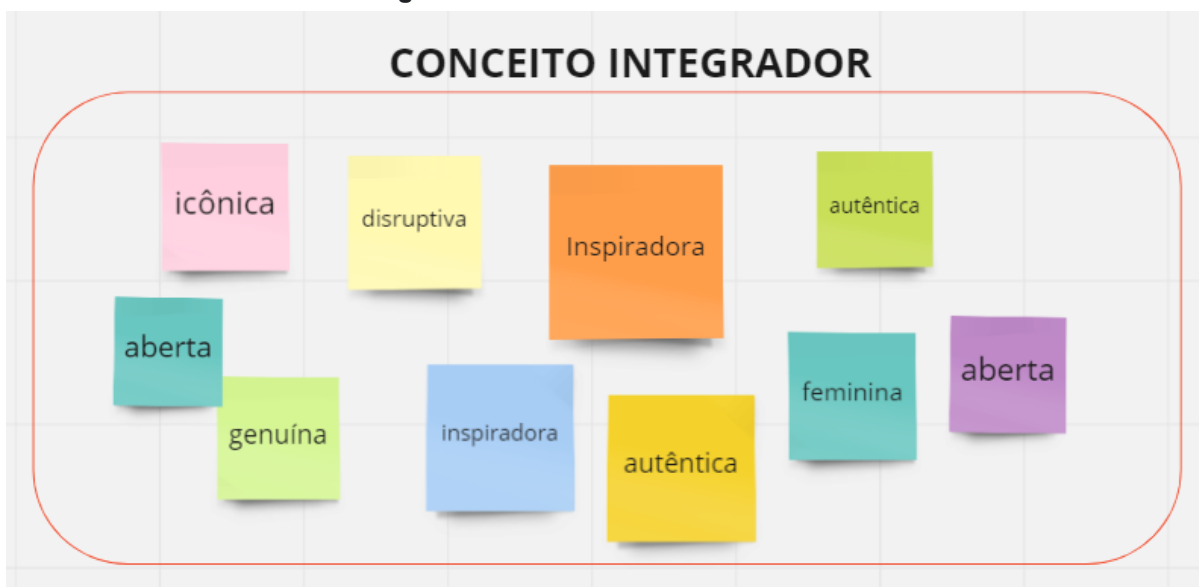 CONCEITO INTEGRADOR
icônica
disruptiva
Inspiradora
autêntica
aberta
genuína
inspiradora
autêntica
feminina
aberta